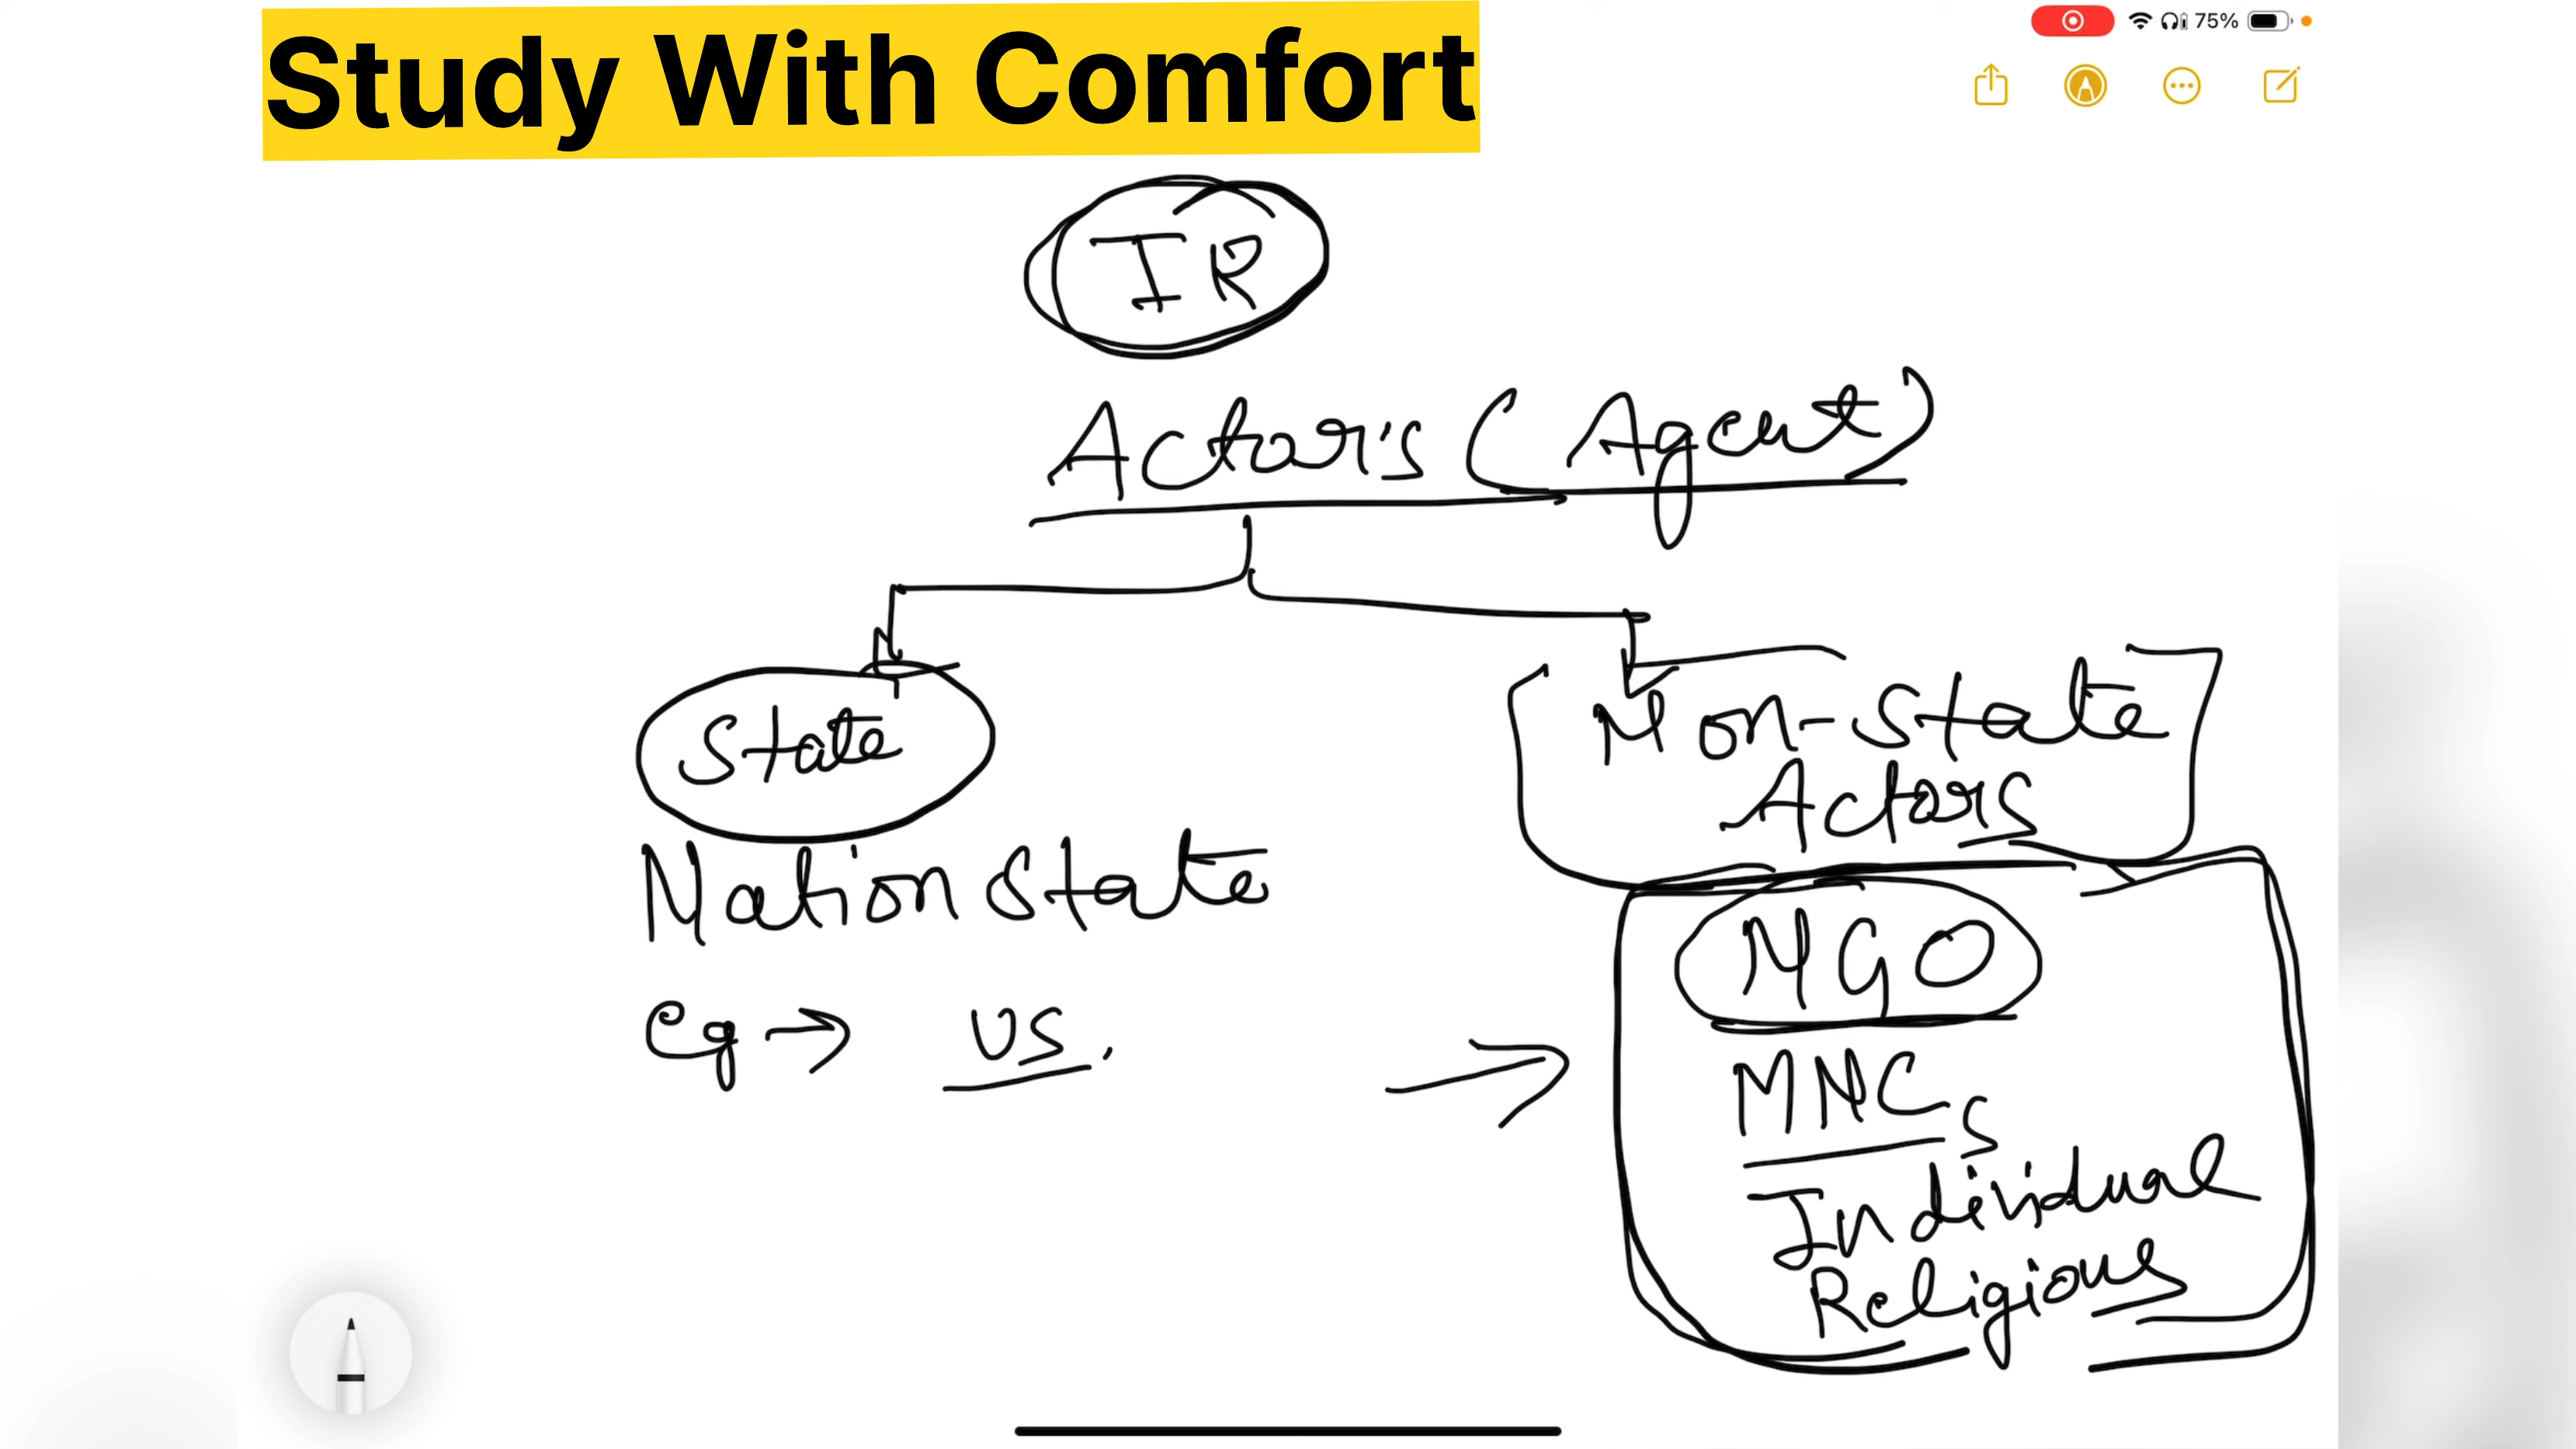 Study With Comfort
75%
IR
Actor's (Agent)
State
Non-State
Actors
Nation State
NGO
eg → US.
MNCs
Individual
Religious